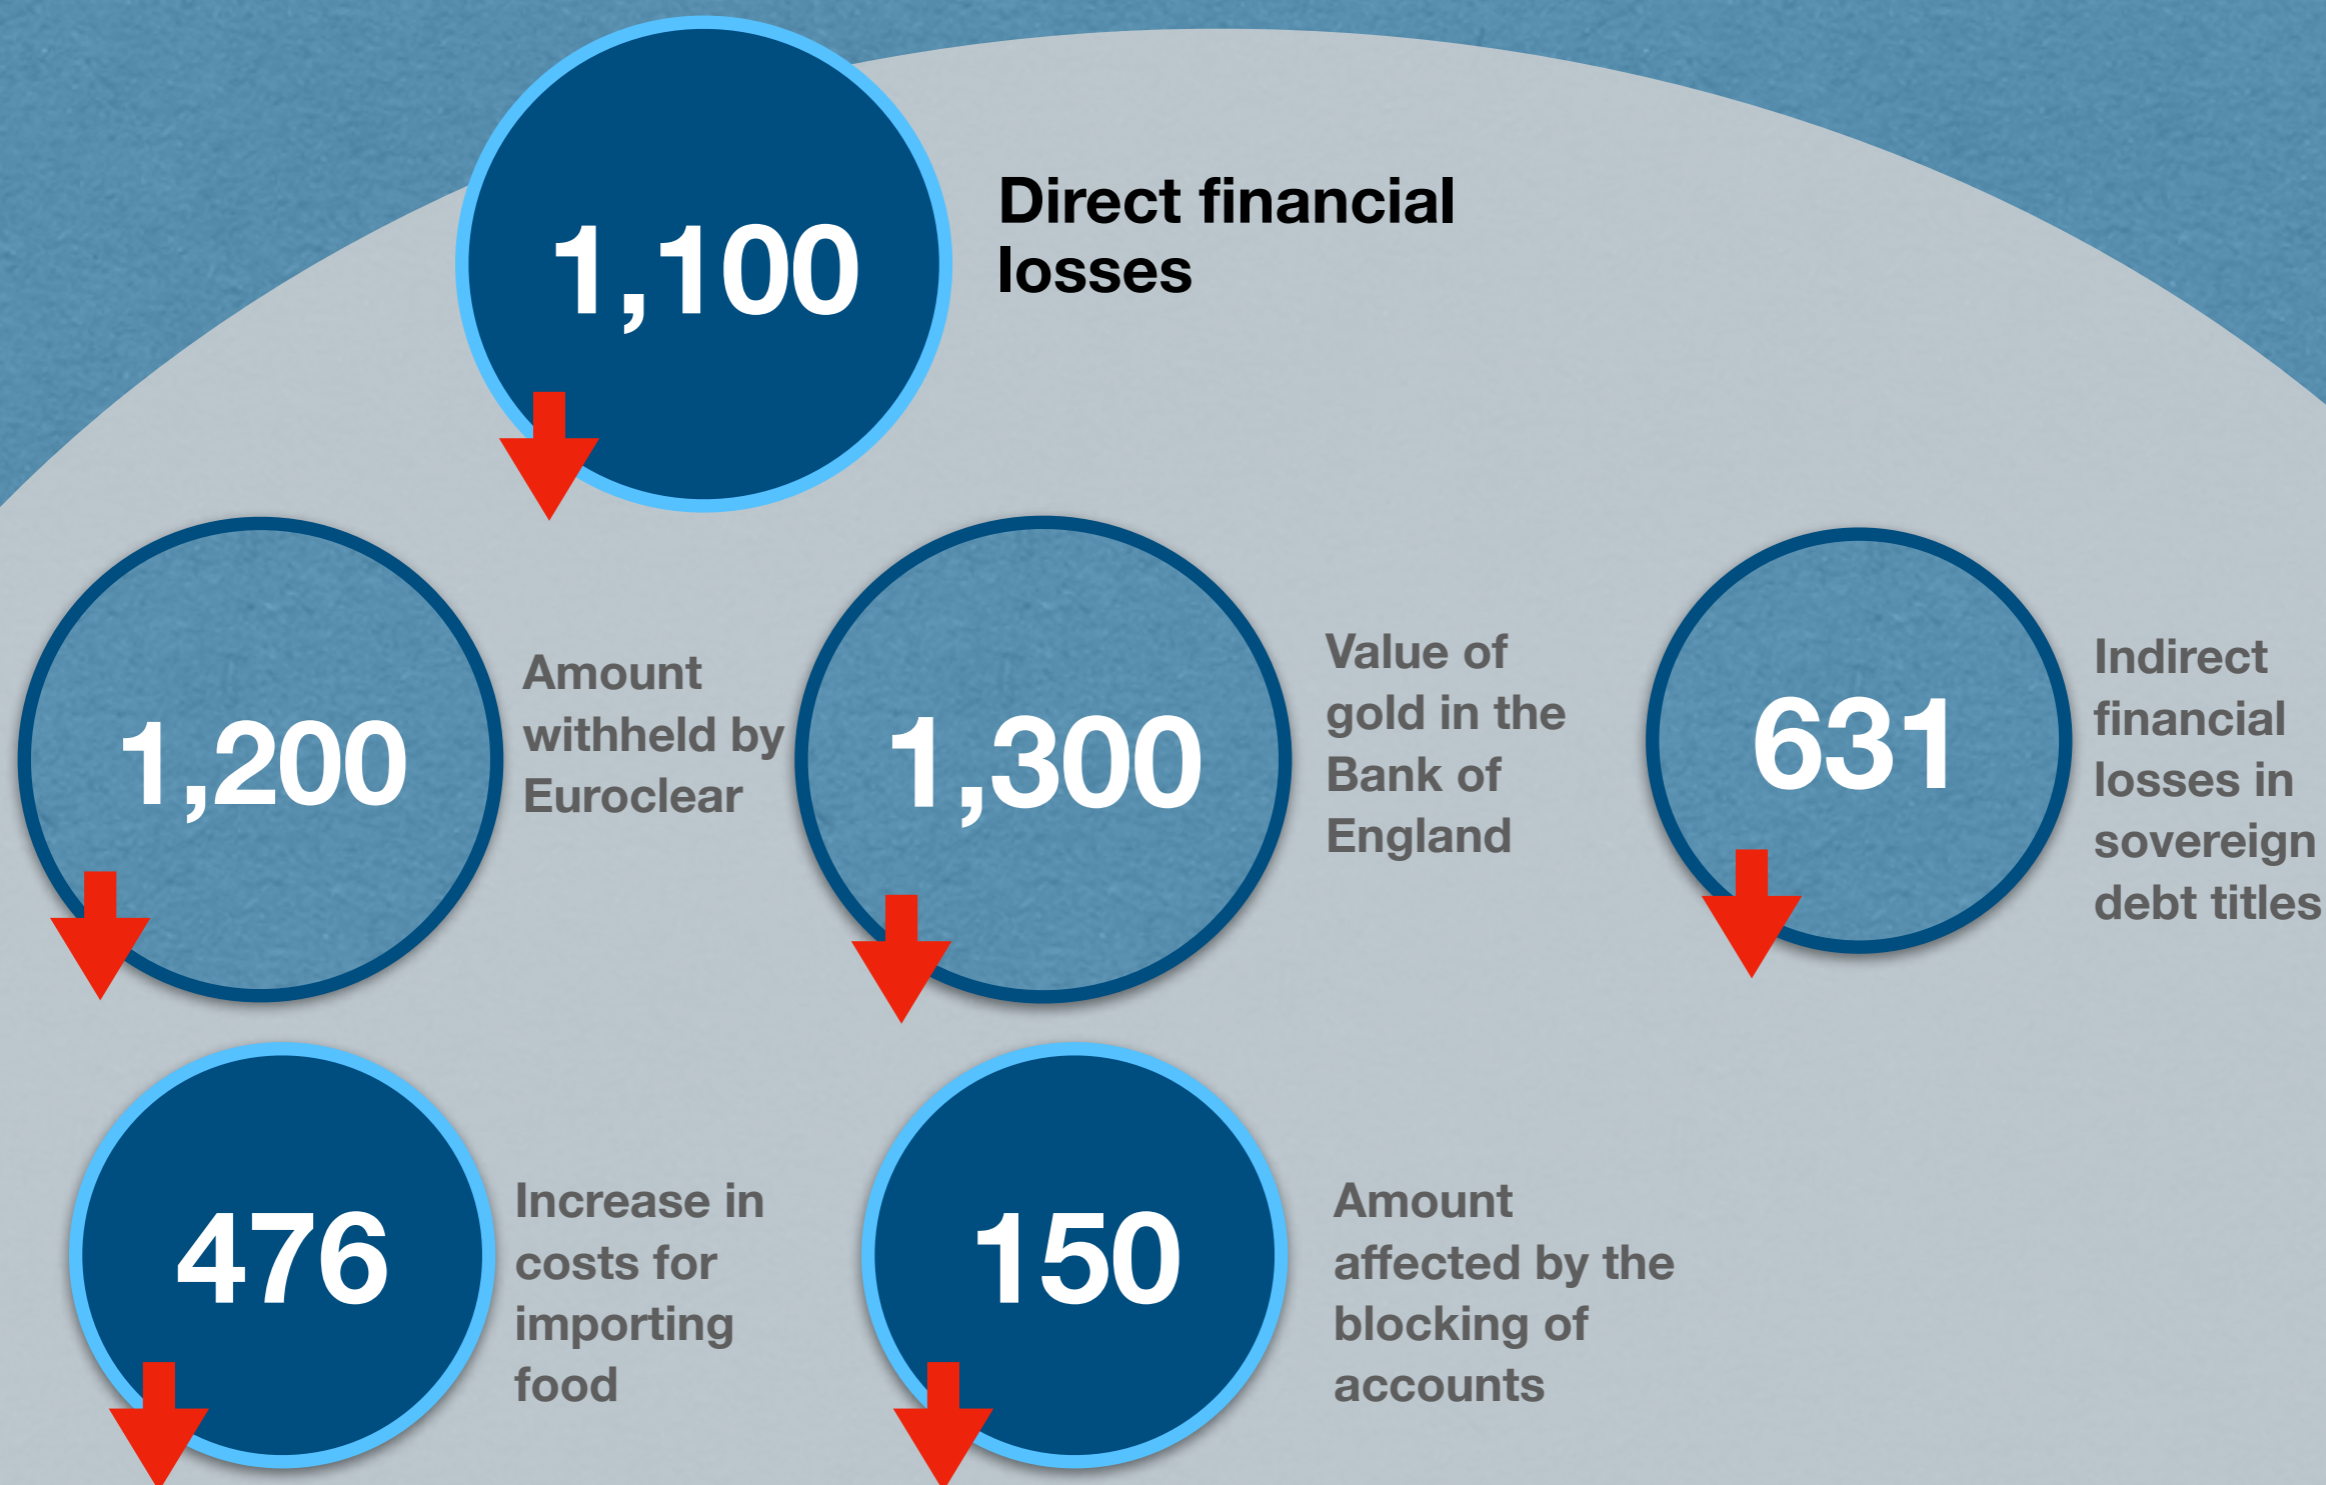 1,100
Direct financial
losses
1,200
Amount
withheld by
Euroclear
1,300
Value of
gold in the
Bank of
England
631
Indirect
financial
losses in
sovereign
debt titles
476
Increase in
costs for
importing
food
150
Amount
affected by the
blocking of
accounts